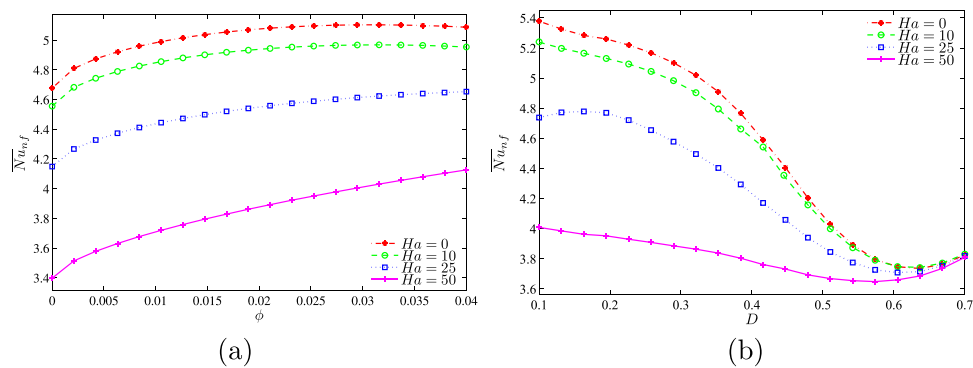 5
4.8
4.6
4.4
4.2
4
3.8
3.6
3.4
Nu_{nf}
0 0.005 0.01 0.015 0.02 0.025 0.03 0.035 0.04
ϕ
Ha = 0
Ha = 10
Ha = 25
Ha = 50
(a)
5.4
5.2
5
4.8
4.6
4.4
4.2
4
3.8
3.6
Nu_{nf}
0.1 0.2 0.3 0.4 0.5 0.6 0.7
D
Ha = 0
Ha = 10
Ha = 25
Ha = 50
(b)